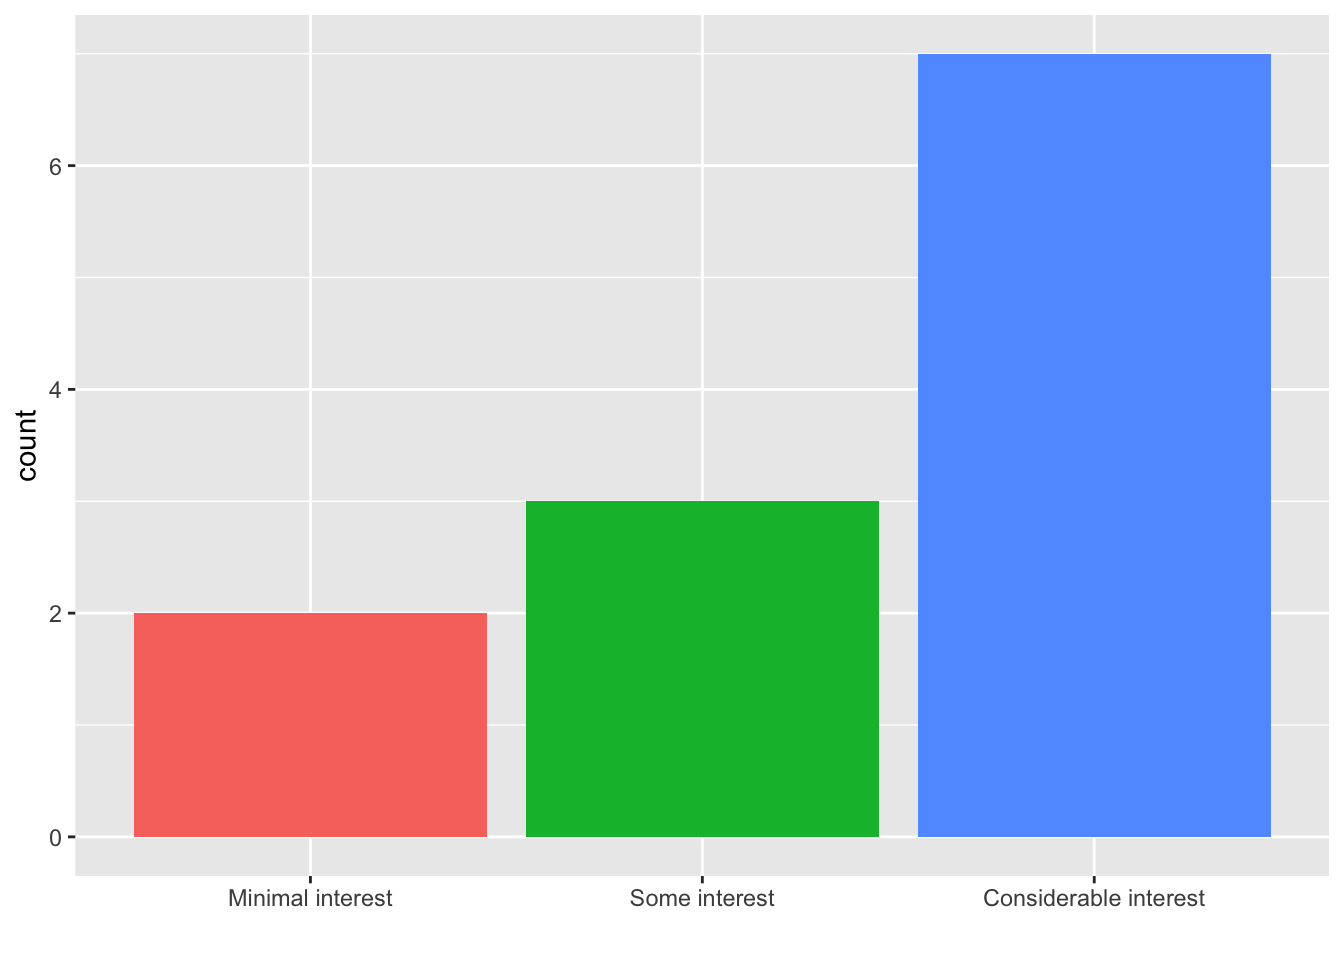 6
4
count
2
0
Minimal interest
Some interest
Considerable interest